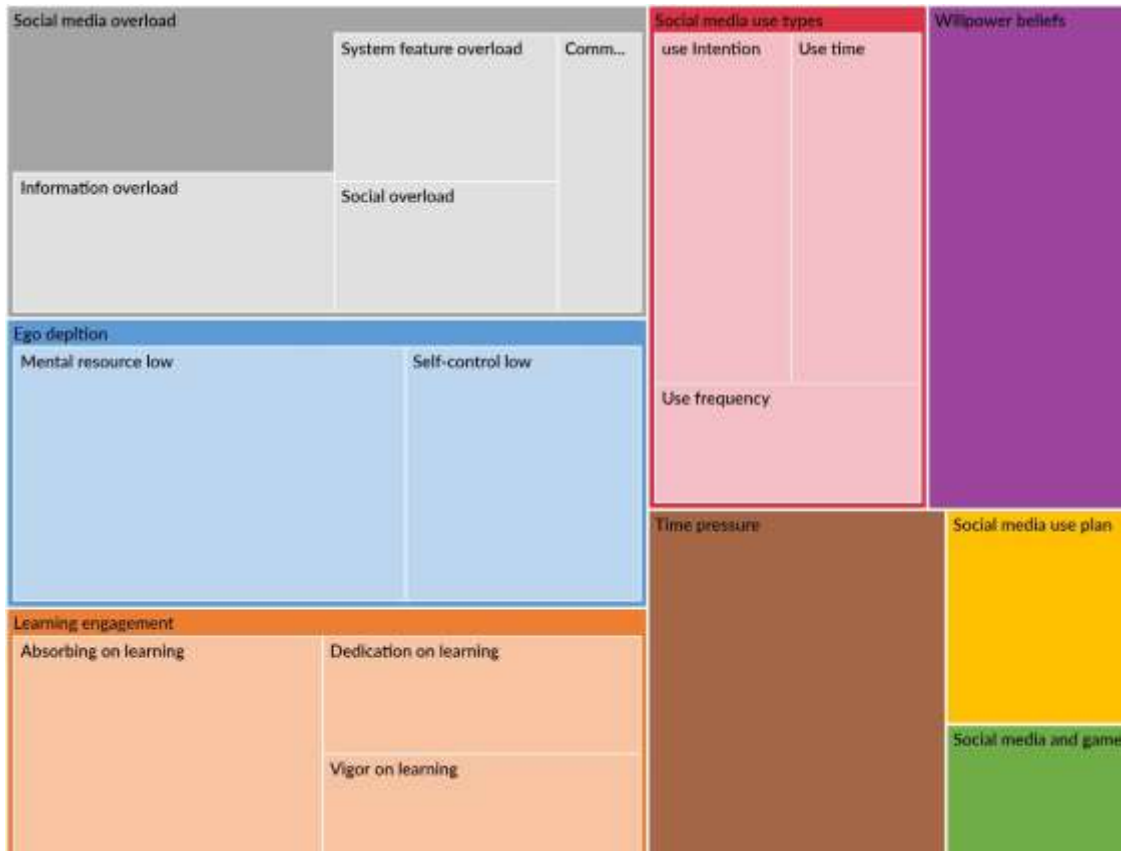 Social media overload
System feature overload
Comm...
Information overload
Social overload
Ego depltion
Mental resource low
Self-control low
Learning engagement
Absorbing on learning
Dedication on learning
Vigor on learning
Social media use types
use Intention
Use time
Use frequency
Willpower beliefs
Time pressure
Social media use plan
Social media and game